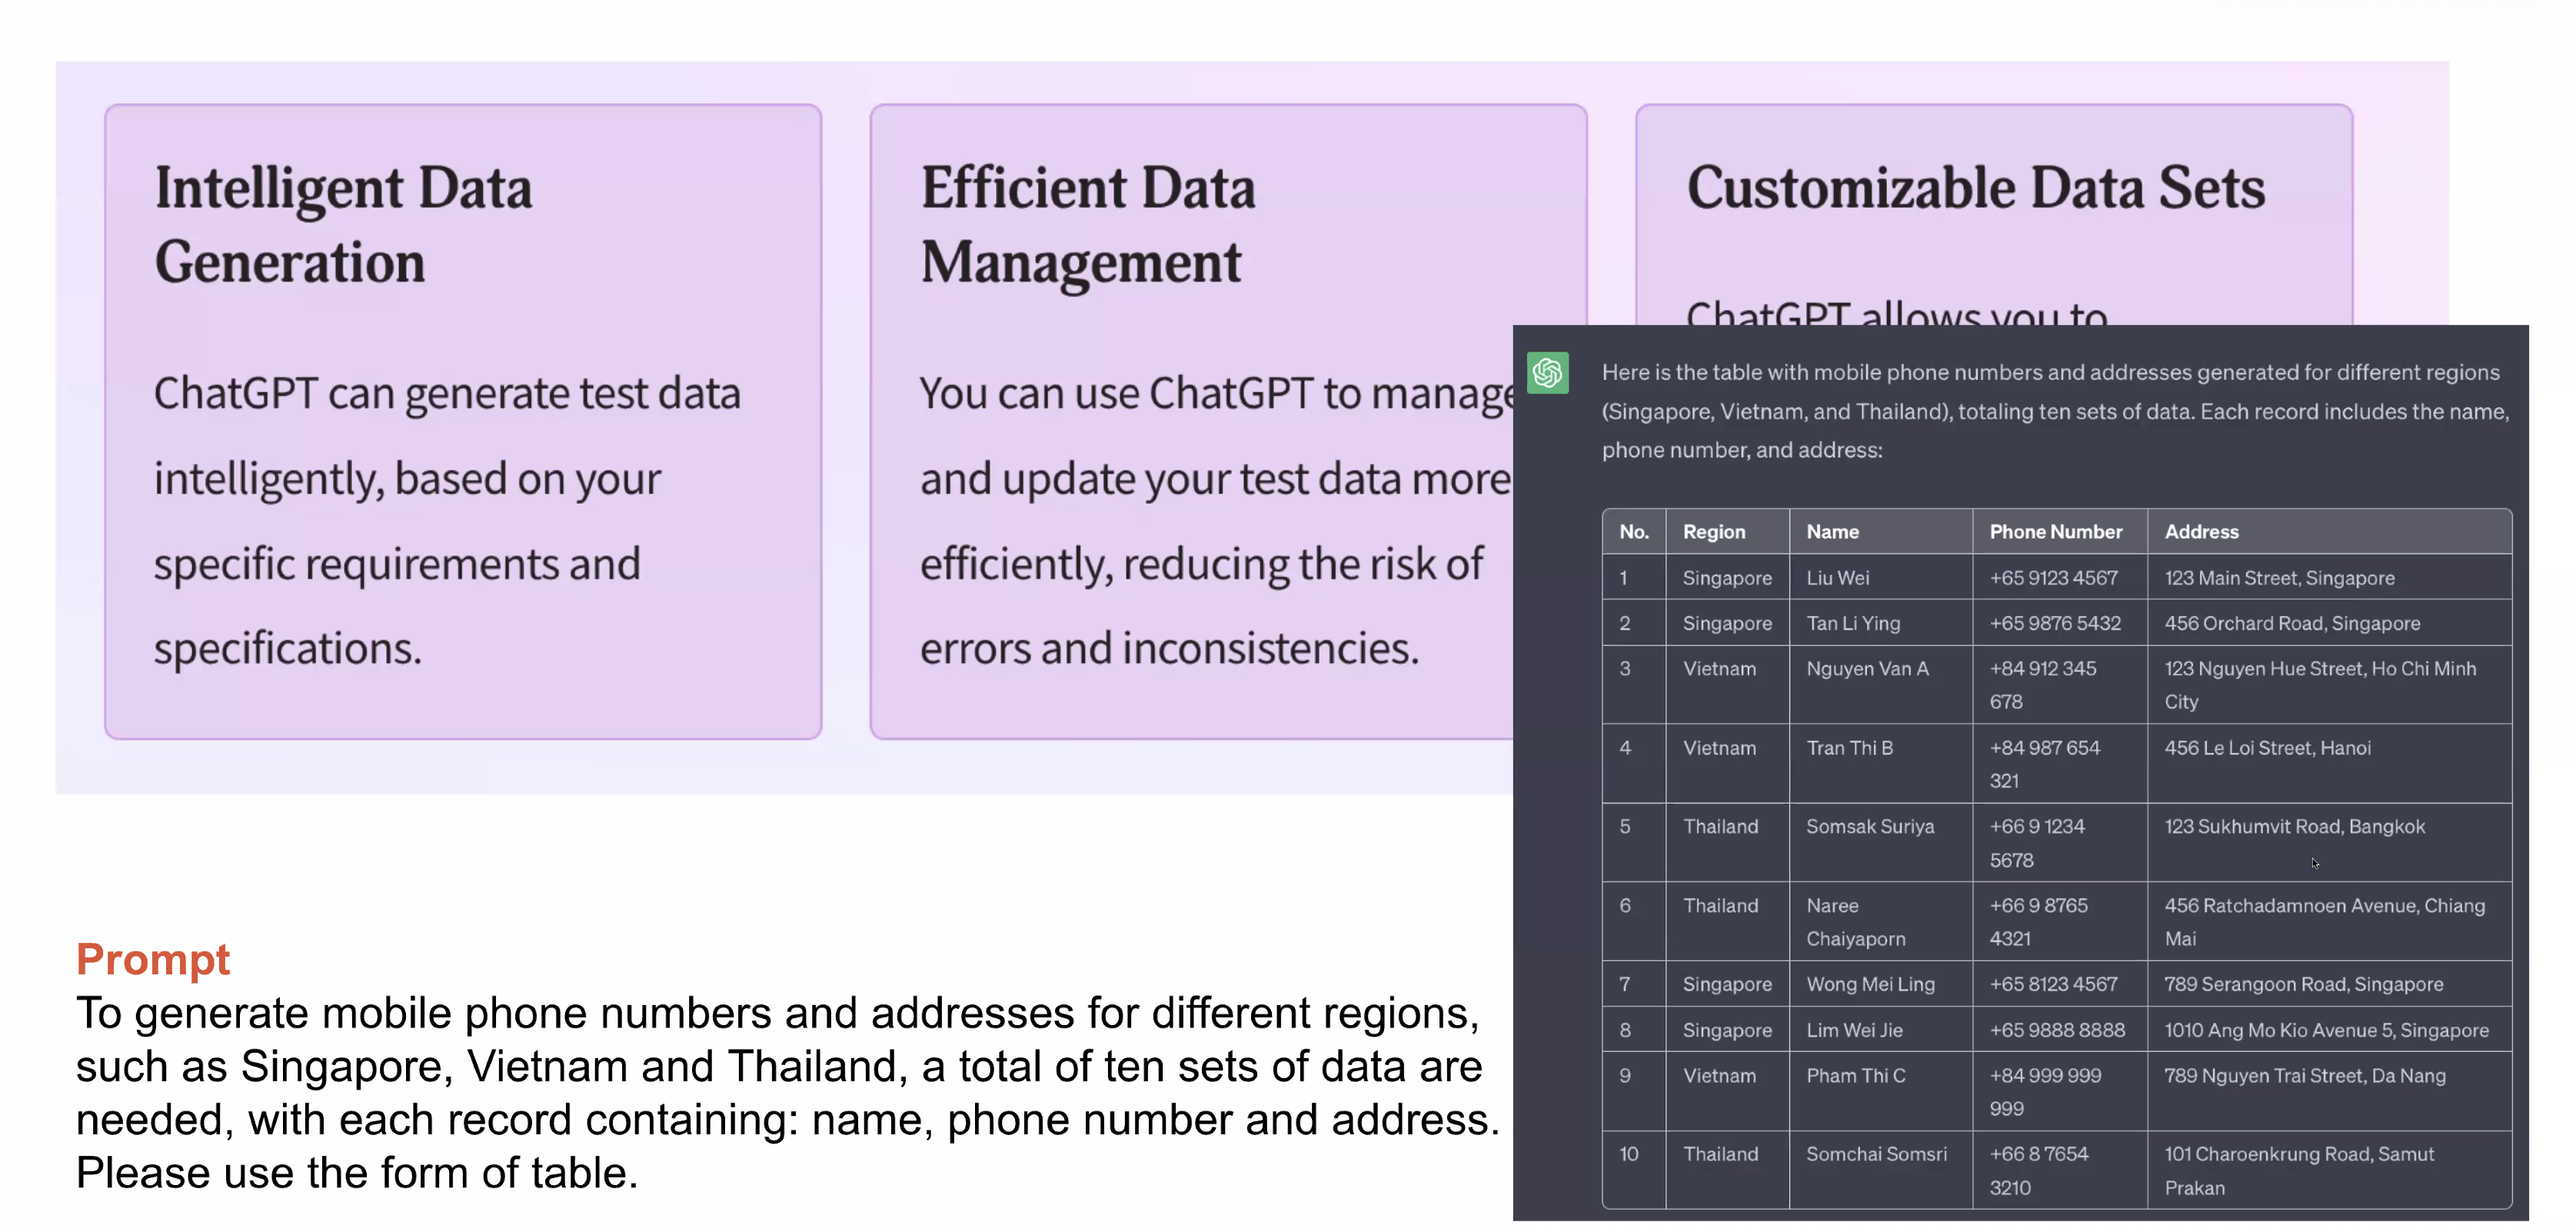 Intelligent Data
Generation
ChatGPT can generate test data
intelligently, based on your
specific requirements and
specifications.
Efficient Data
Management
You can use ChatGPT to manage
and update your test data more
efficiently, reducing the risk of
errors and inconsistencies.
Customizable Data Sets
ChatGPT allows you to
Prompt
To generate mobile phone numbers and addresses for different regions,
such as Singapore, Vietnam and Thailand, a total of ten sets of data are
needed, with each record containing: name, phone number and address.
Please use the form of table.
Here is the table with mobile phone numbers and addresses generated for different regions
(Singapore, Vietnam, and Thailand), totaling ten sets of data. Each record includes the name,
phone number, and address:
No. Region Name Phone Number Address
1 Singapore Liu Wei +65 9123 4567 123 Main Street, Singapore
2 Singapore Tan Li Ying +65 9876 5432 456 Orchard Road, Singapore
3 Vietnam Nguyen Van A +84 912 345 123 Nguyen Hue Street, Ho Chi Minh
678 City
4 Vietnam Tran Thi B +84 987 654 456 Le Loi Street, Hanoi
321
5 Thailand Somsak Suriya +66 9 1234 123 Sukhumvit Road, Bangkok
5678
6 Thailand Naree +66 9 8765 456 Ratchadamnoen Avenue, Chiang
Chaiyaporn 4321 Mai
7 Singapore Wong Mei Ling +65 8123 4567 789 Serangoon Road, Singapore
8 Singapore Lim Wei Jie +65 9888 8888 1010 Ang Mo Kio Avenue 5, Singapore
9 Vietnam Pham Thi C +84 999 999 789 Nguyen Trai Street, Da Nang
999
10 Thailand Somchai Somsri +66 8 7654 101 Charoenkrung Road, Samut
3210 Prakan